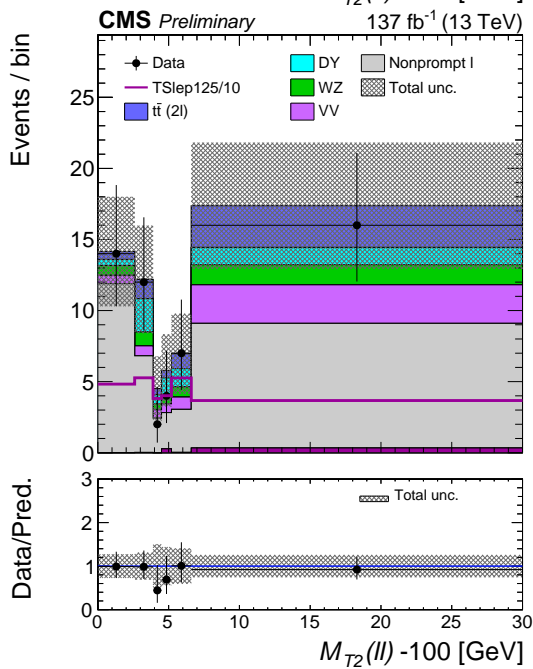 CMS Preliminary 137 fb⁻¹ (13 TeV)
Events / bin
Data
TSlep125/10
tt̄ (2l)
DY
WZ
VV
Nonprompt l
Total unc.
25
20
15
10
5
0
Data/Pred.
Total unc.
3
2
1
0
0 5 10 15 20 25 30
M_T2(ll) -100 [GeV]